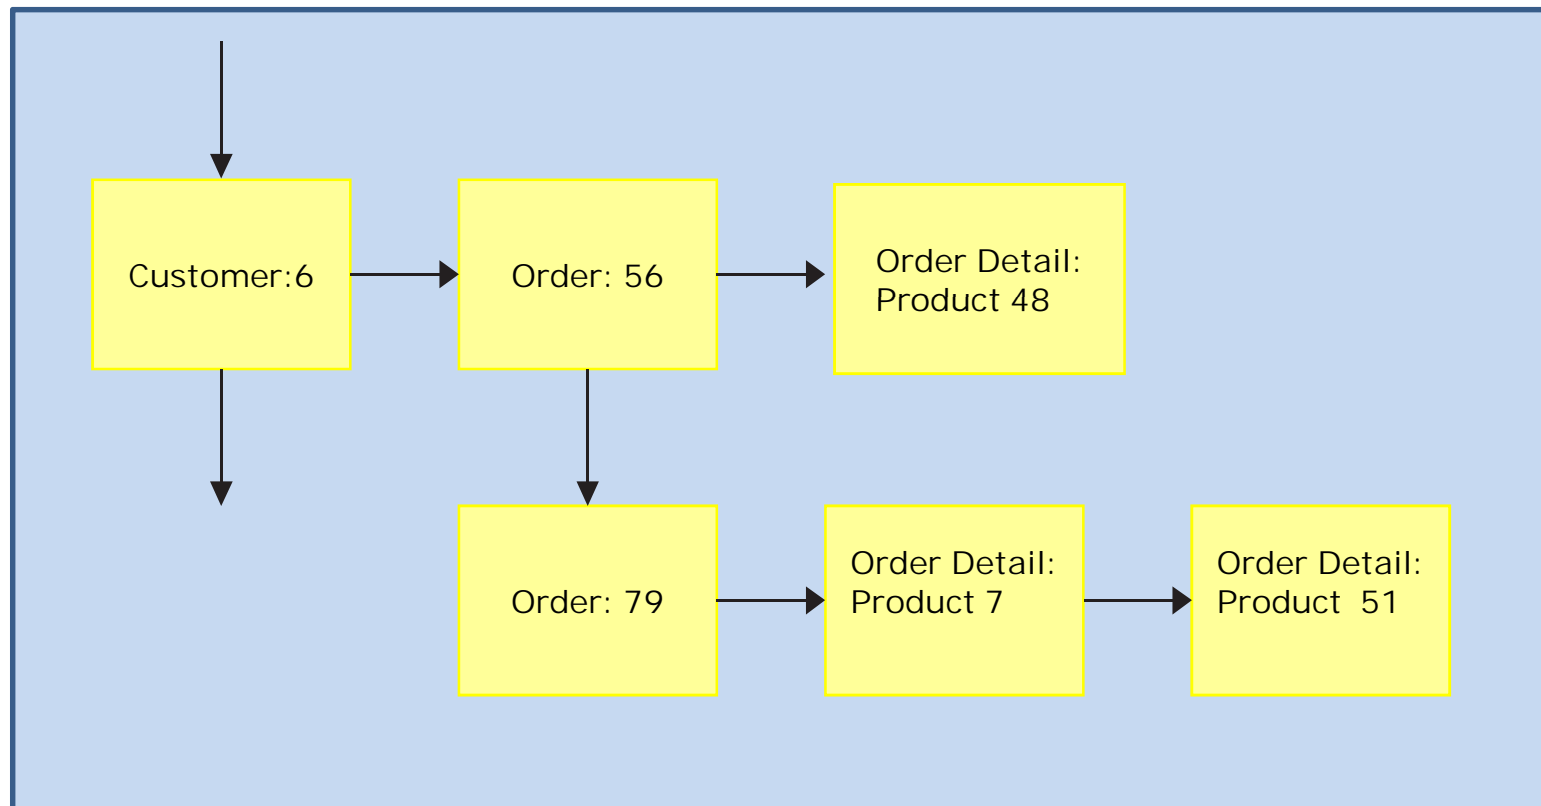 Customer:6
Order: 56
Order Detail:
Product 48
Order: 79
Order Detail:
Product 7
Order Detail:
Product  51